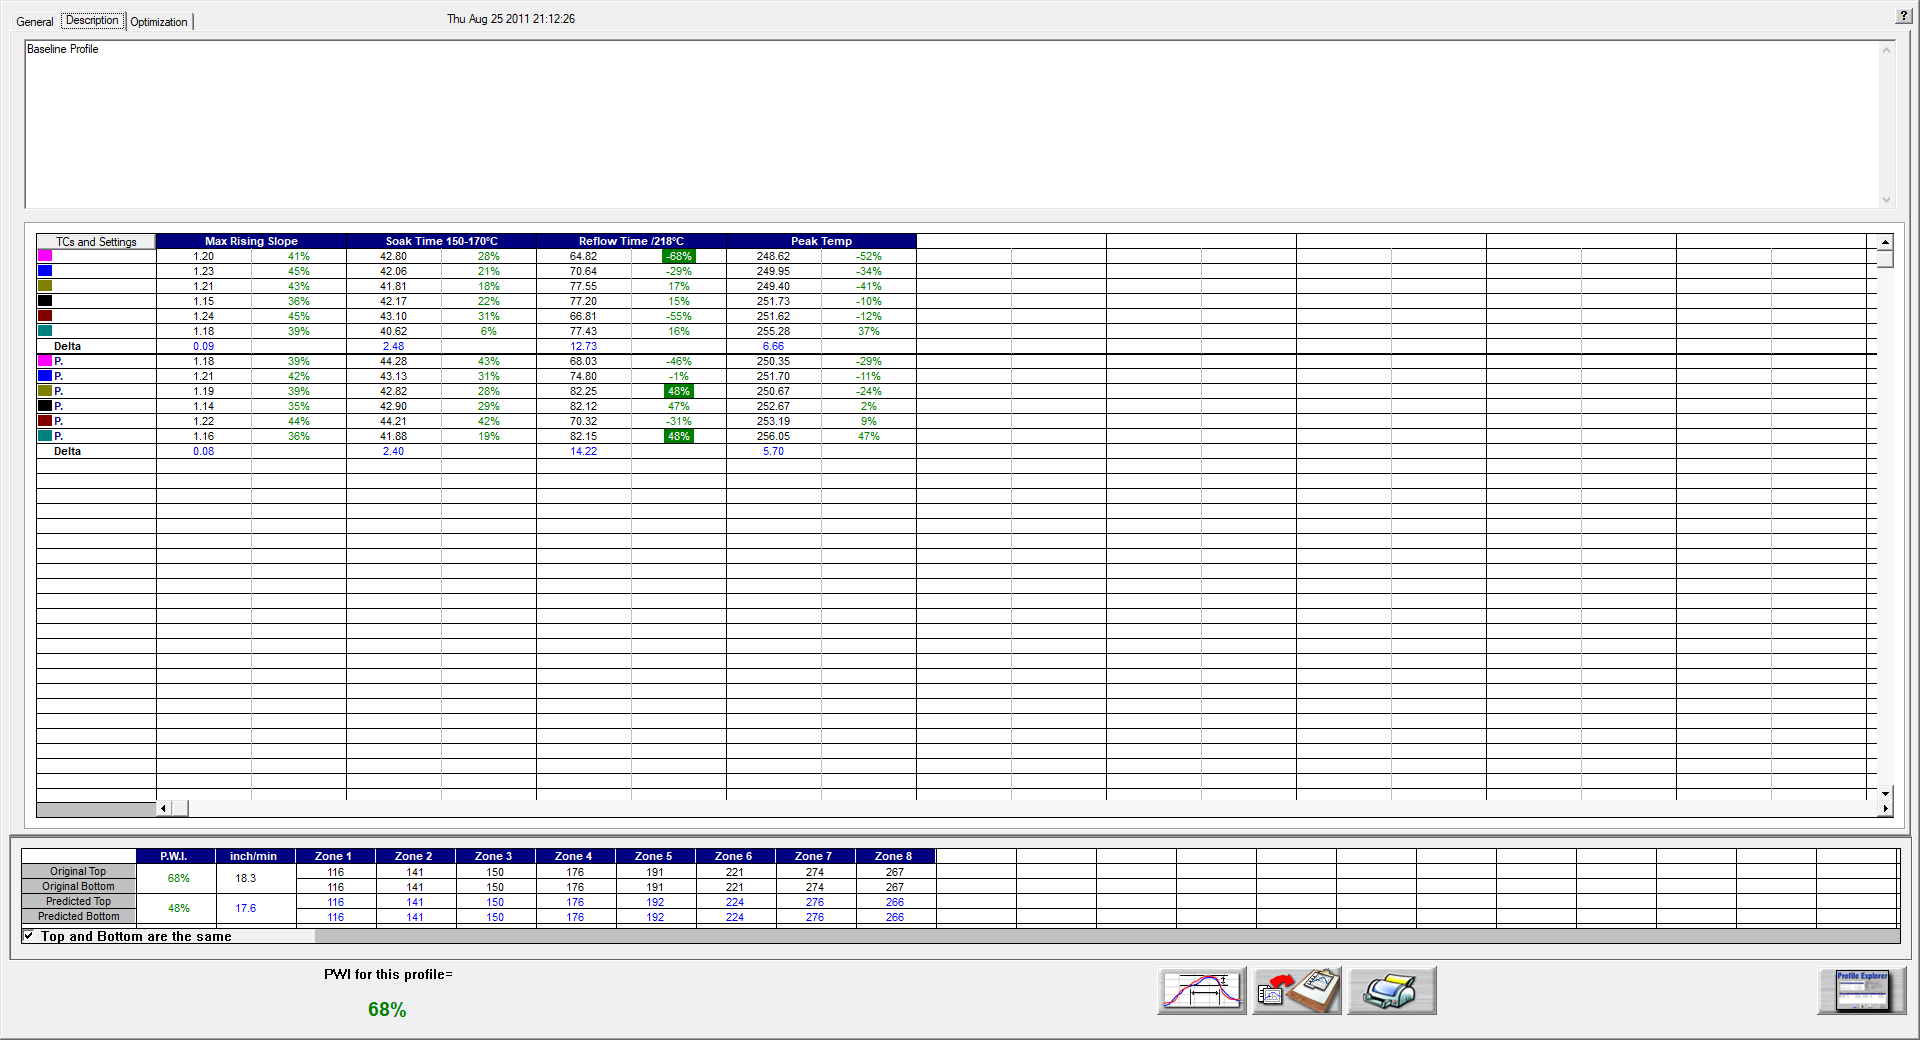 General Description Optimization Thu Aug 25 2011 21:12:26 ?
Baseline Profile
TCs and Settings Max Rising Slope Soak Time 150-170°C Reflow Time /218°C Peak Temp
1.20 41% 42.80 28% 64.82 -68% 248.62 -52%
1.23 45% 42.06 21% 70.64 -29% 249.95 -34%
1.21 43% 41.81 18% 77.55 17% 249.40 -41%
1.15 36% 42.17 22% 77.20 15% 251.73 -10%
1.24 45% 43.10 31% 66.81 -55% 251.62 -12%
1.18 39% 40.62 6% 77.43 16% 255.28 37%
Delta 0.09 2.48 12.73 6.66
P. 1.18 39% 44.28 43% 68.03 -46% 250.35 -29%
P. 1.21 42% 43.13 31% 74.80 -1% 251.70 -11%
P. 1.19 39% 42.82 28% 82.25 48% 250.67 -24%
P. 1.14 35% 42.90 29% 82.12 47% 252.67 2%
P. 1.22 44% 44.21 42% 70.32 -31% 253.19 9%
P. 1.16 36% 41.88 19% 82.15 48% 256.05 47%
Delta 0.08 2.40 14.22 5.70
P.W.I. inch/min Zone 1 Zone 2 Zone 3 Zone 4 Zone 5 Zone 6 Zone 7 Zone 8
Original Top 68% 18.3 116 141 150 176 191 221 274 267
Original Bottom 116 141 150 176 191 221 274 267
Predicted Top 48% 17.6 116 141 150 176 192 224 276 266
Predicted Bottom 116 141 150 176 192 224 276 266
Top and Bottom are the same
PWI for this profile=
68%
Profile Explorer